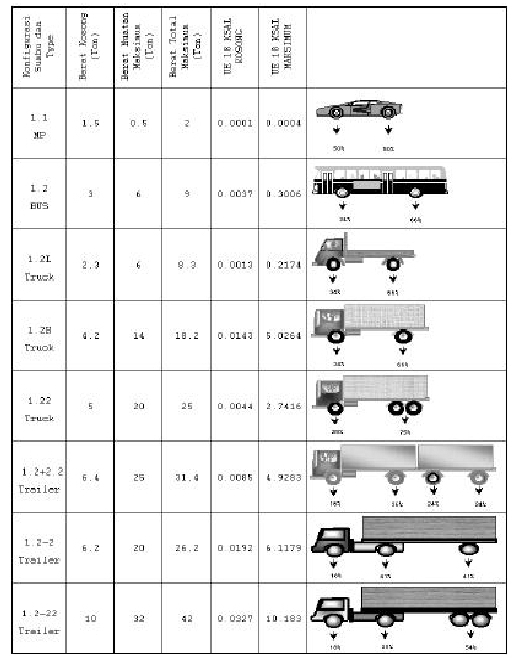 Konfigurasi Sumbu dan Type
Berat Kosong (Ton)
Berat Muatan Maksimum (Ton)
Berat Total Maksimum (Ton)
UE 18 KSAL KOSONG
UE 18 KSAL MAKSIMUM
1.1 MP 1.5 0.5 2 0.0001 0.0004
50% 50%
1.2 BUS 3 6 9 0.0037 0.3006
34% 66%
1.2L Truck 2.3 6 8.3 0.0013 0.2174
34% 66%
1.2H Truck 4.2 14 18.2 0.0143 5.0264
34% 66%
1.22 Truck 5 20 25 0.0044 2.7416
25% 75%
1.2+2.2 Trailer 6.4 25 31.4 0.0085 4.9283
18% 28% 27% 27%
1.2-2 Trailer 6.2 20 26.2 0.0192 6.1179
18% 41% 41%
1.2-22 Trailer 10 32 42 0.0327 10.183
18% 28% 54%